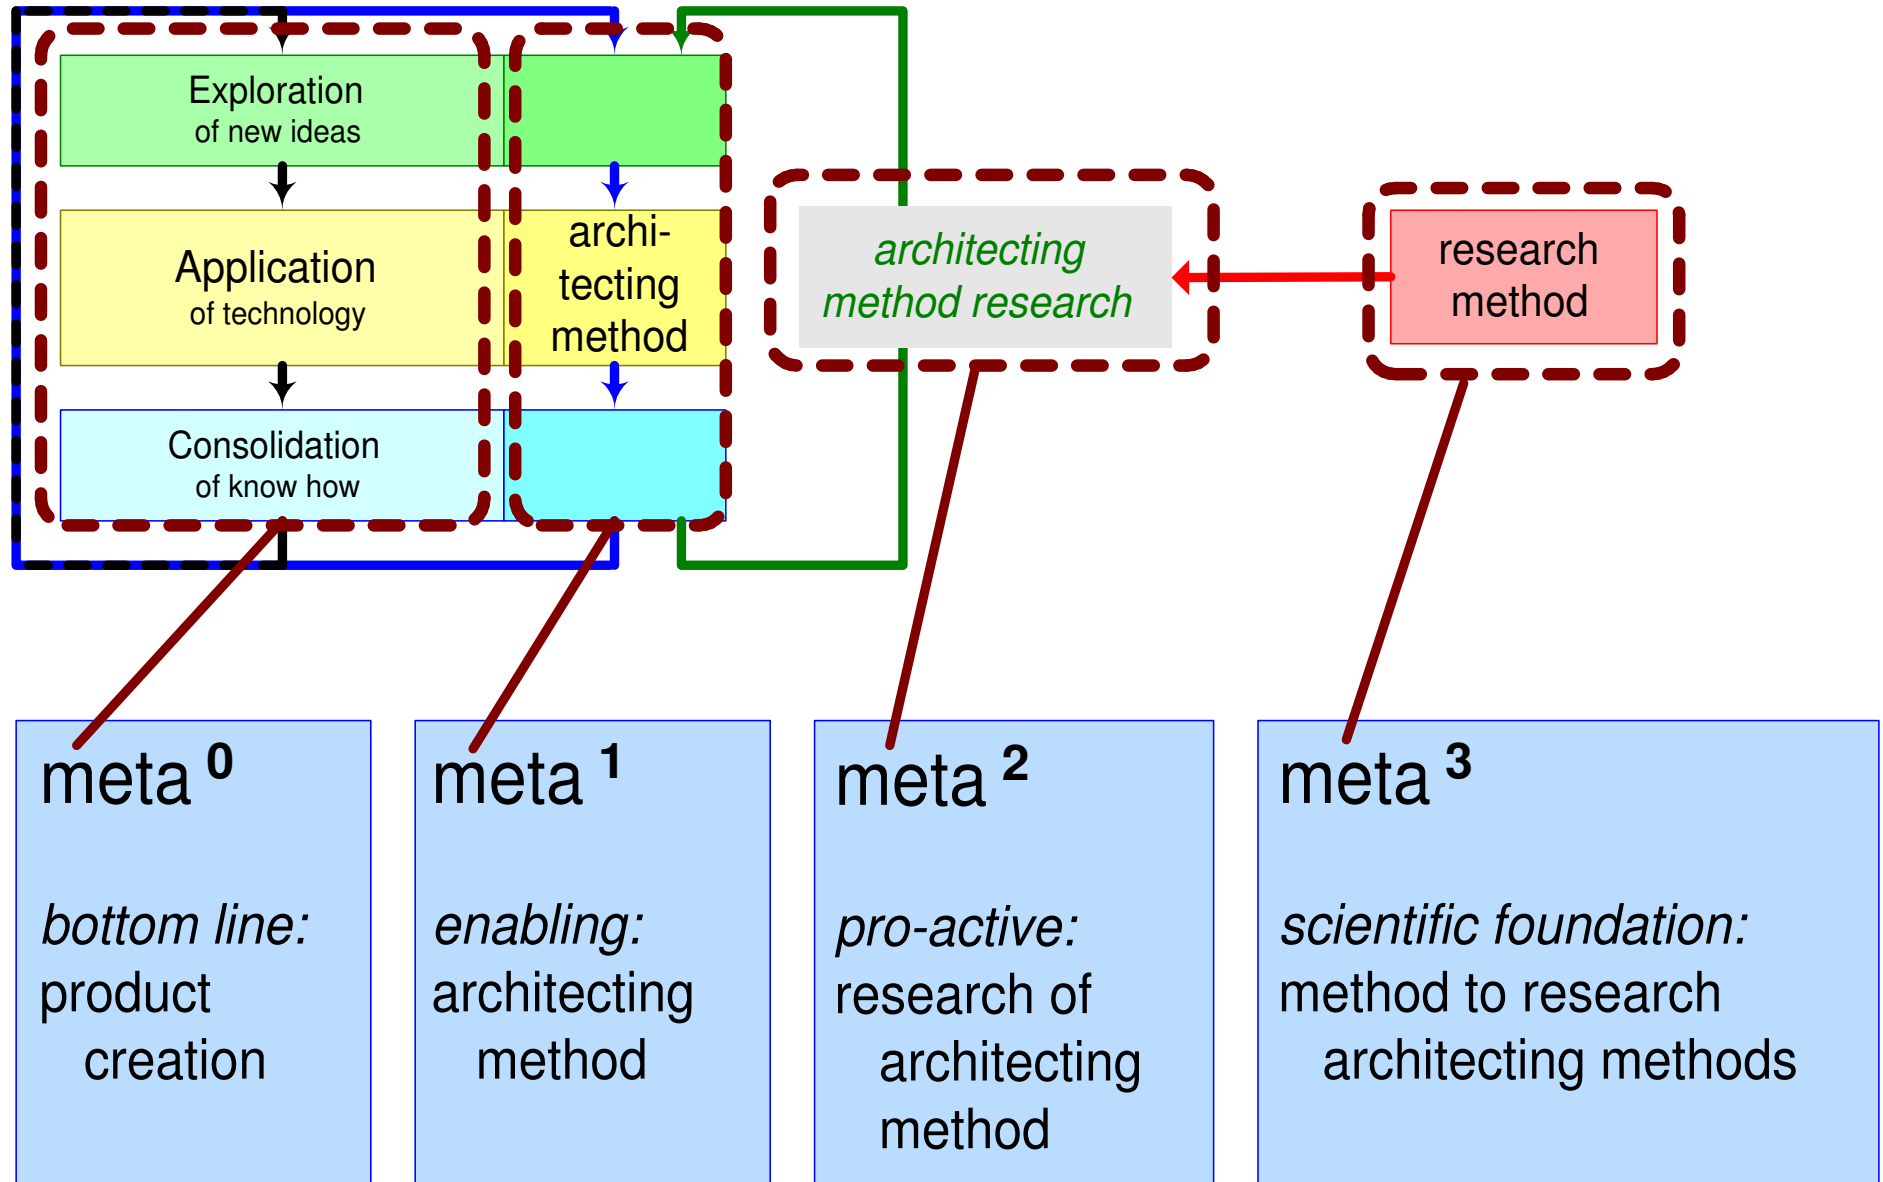 Exploration
of new ideas
Application
of technology
archi-
tecting
method
Consolidation
of know how
architecting
method research
research
method
meta 0
bottom line:
product
creation
meta 1
enabling:
architecting
method
meta 2
pro-active:
research of
architecting
method
meta 3
scientific foundation:
method to research
architecting methods